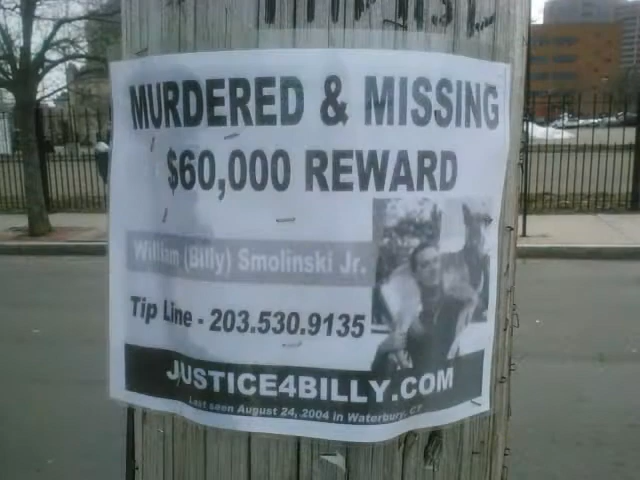 MURDERED & MISSING
$60,000 REWARD
William (Billy) Smolinski Jr.
Tip Line - 203.530.9135
JUSTICE4BILLY.COM
Last seen August 24, 2004 in Waterbury, CT